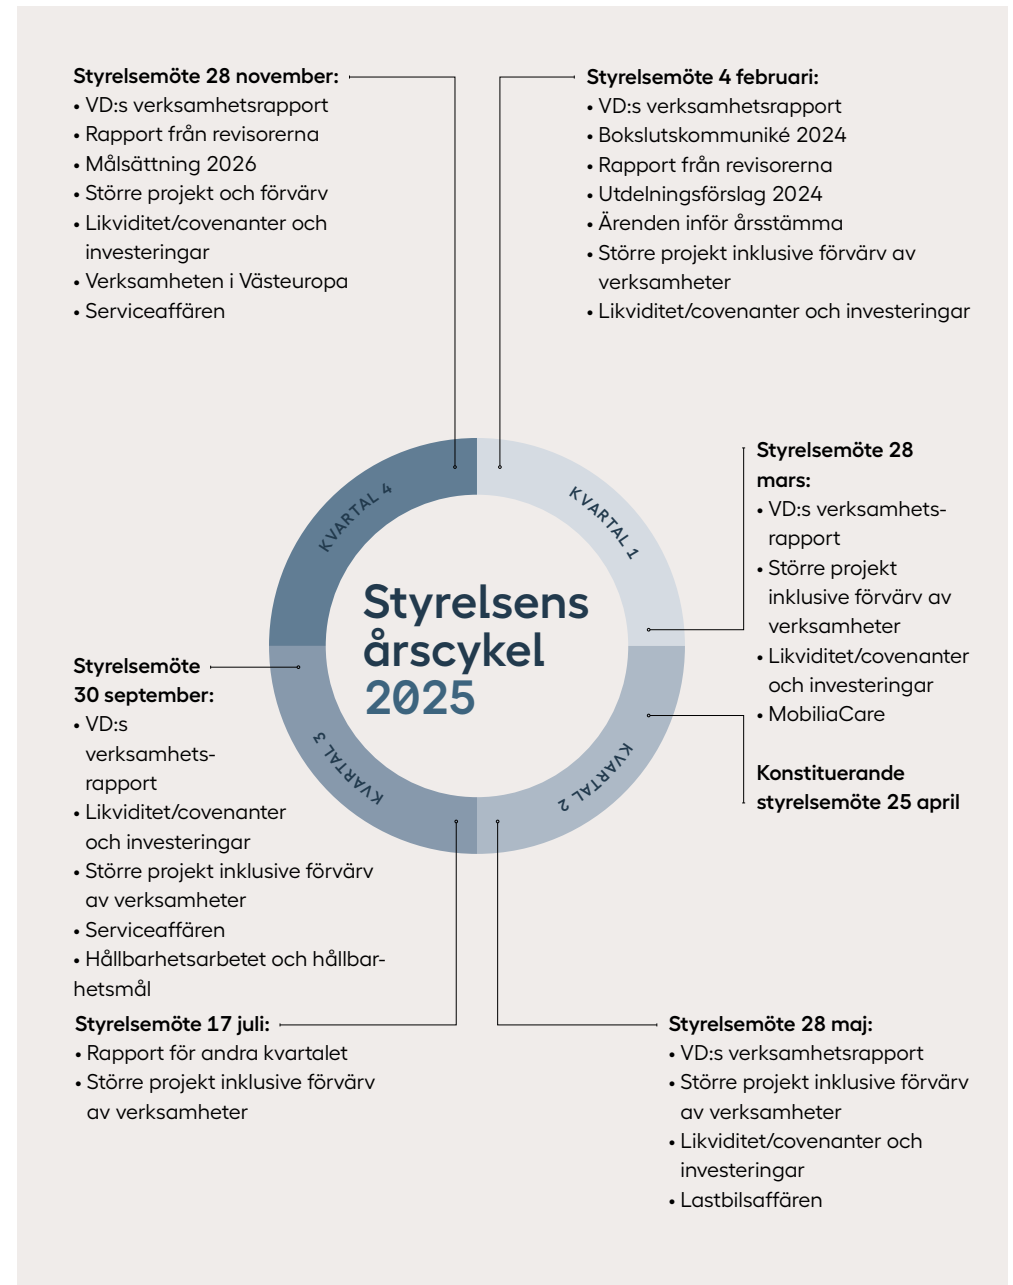 Styrelsemöte 28 november:
• VD:s verksamhetsrapport
• Rapport från revisorerna
• Målsättning 2026
• Större projekt och förvärv
• Likviditet/covenanter och
investeringar
• Verksamheten i Västeuropa
• Serviceaffären
Styrelsemöte 4 februari:
• VD:s verksamhetsrapport
• Bokslutskommuniké 2024
• Rapport från revisorerna
• Utdelningsförslag 2024
• Ärenden inför årsstämma
• Större projekt inklusive förvärv av
verksamheter
• Likviditet/covenanter och investeringar
Styrelsemöte 28
mars:
• VD:s verksamhets-
rapport
• Större projekt
inklusive förvärv av
verksamheter
• Likviditet/covenanter
och investeringar
• MobiliaCare
Konstituerande
styrelsemöte 25 april
KVARTAL 4
KVARTAL 1
Styrelsens
årscykel
2025
KVARTAL 3
KVARTAL 2
Styrelsemöte
30 september:
• VD:s
verksamhets-
rapport
• Likviditet/covenanter
och investeringar
• Större projekt inklusive förvärv
av verksamheter
• Serviceaffären
• Hållbarhetsarbetet och hållbar-
hetsmål
Styrelsemöte 17 juli:
• Rapport för andra kvartalet
• Större projekt inklusive förvärv
av verksamheter
Styrelsemöte 28 maj:
• VD:s verksamhetsrapport
• Större projekt inklusive förvärv
av verksamheter
• Likviditet/covenanter och
investeringar
• Lastbilsaffären